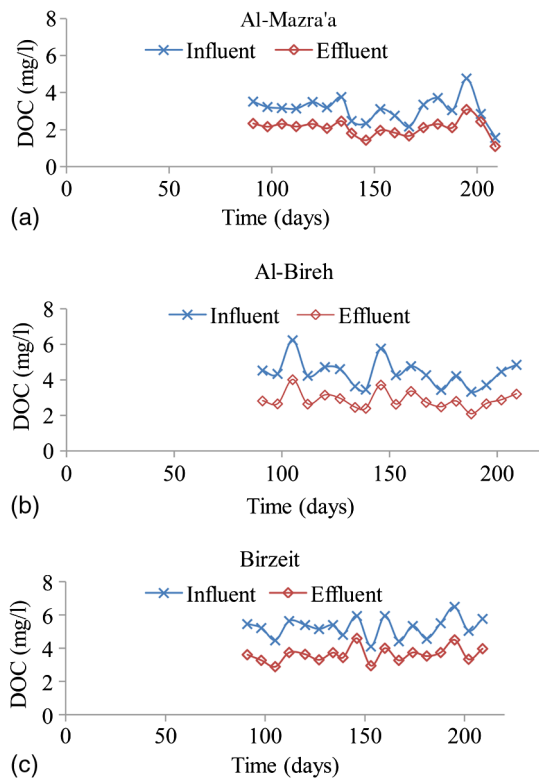 Al-Mazra'a
8
Influent Effluent
6
4
2
0
DOC (mg/l)
0 50 100 150 200
(a) Time (days)
Al-Bireh
8
Influent Effluent
6
4
2
0
DOC (mg/l)
0 50 100 150 200
(b) Time (days)
Birzeit
8
Influent Effluent
6
4
2
0
DOC (mg/l)
0 50 100 150 200
(c) Time (days)